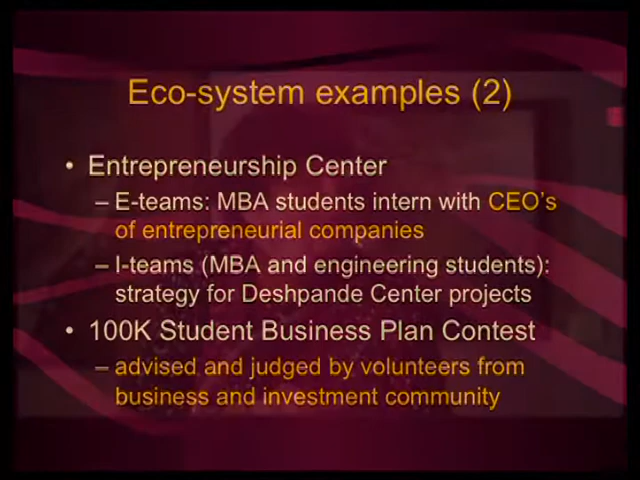 Eco-system examples (2)
• Entrepreneurship Center
– E-teams: MBA students intern with CEO's
of entrepreneurial companies
– I-teams (MBA and engineering students):
strategy for Deshpande Center projects
• 100K Student Business Plan Contest
– advised and judged by volunteers from
business and investment community